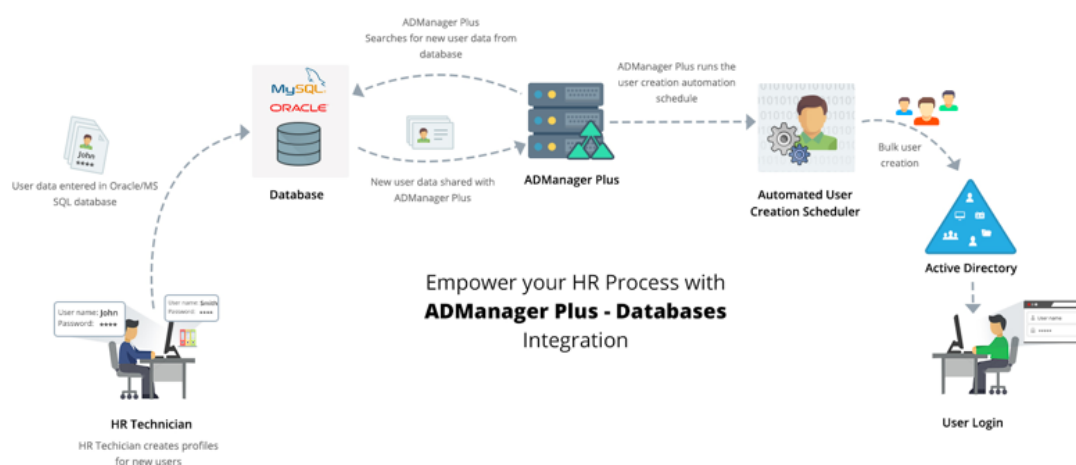 ADManager Plus
Searches for new user data from
database
MySQL
ORACLE
Database
New user data shared with
ADManager Plus
ADManager Plus
ADManager Plus runs the
user creation automation
schedule
Automated User
Creation Scheduler
Bulk user
creation
Active Directory
User name
*****
User Login
John
****
User data entered in Oracle/MS
SQL database
User name: John
Password: ****
User name: Smith
Password: ****
HR Technician
HR Techician creates profiles
for new users
Empower your HR Process with
ADManager Plus - Databases
Integration